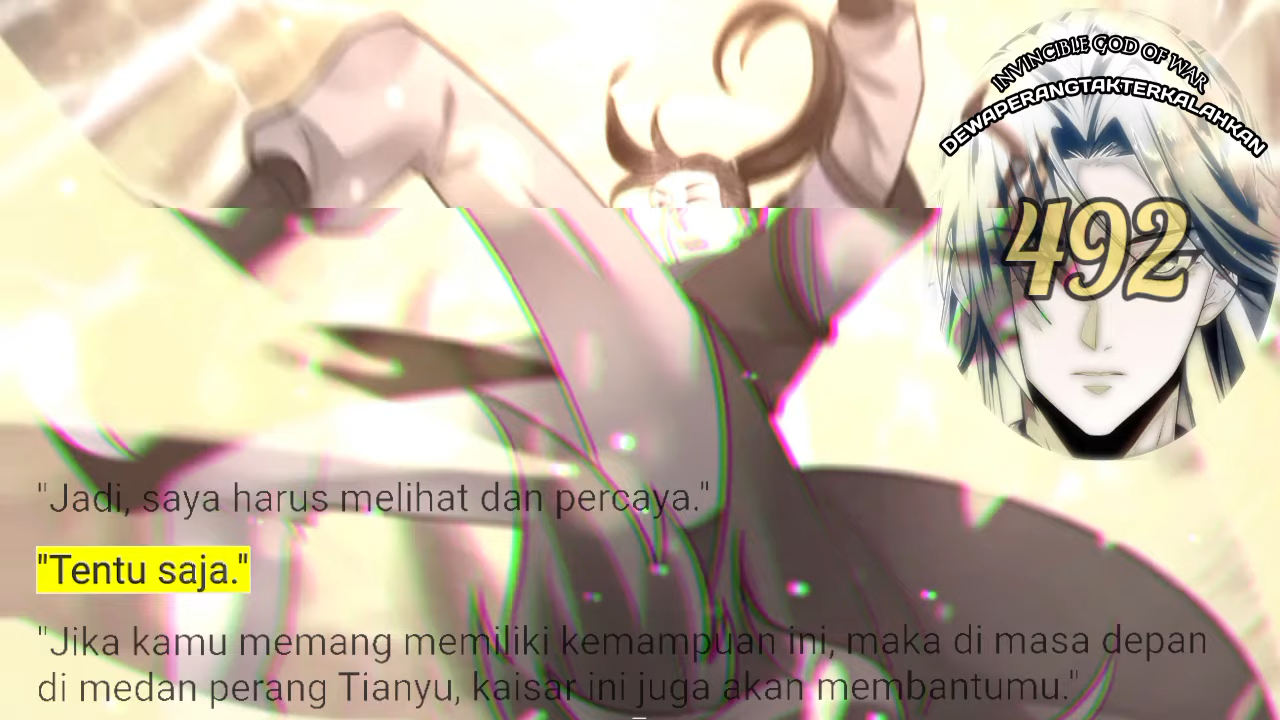 INVINCIBLE GOD OF WAR
DEWAPERANGTAKTERKALAHKAN
492
"Jadi, saya harus melihat dan percaya."
"Tentu saja."
"Jika kamu memang memiliki kemampuan ini, maka di masa depan
di medan perang Tianyu, kaisar ini juga akan membantumu."